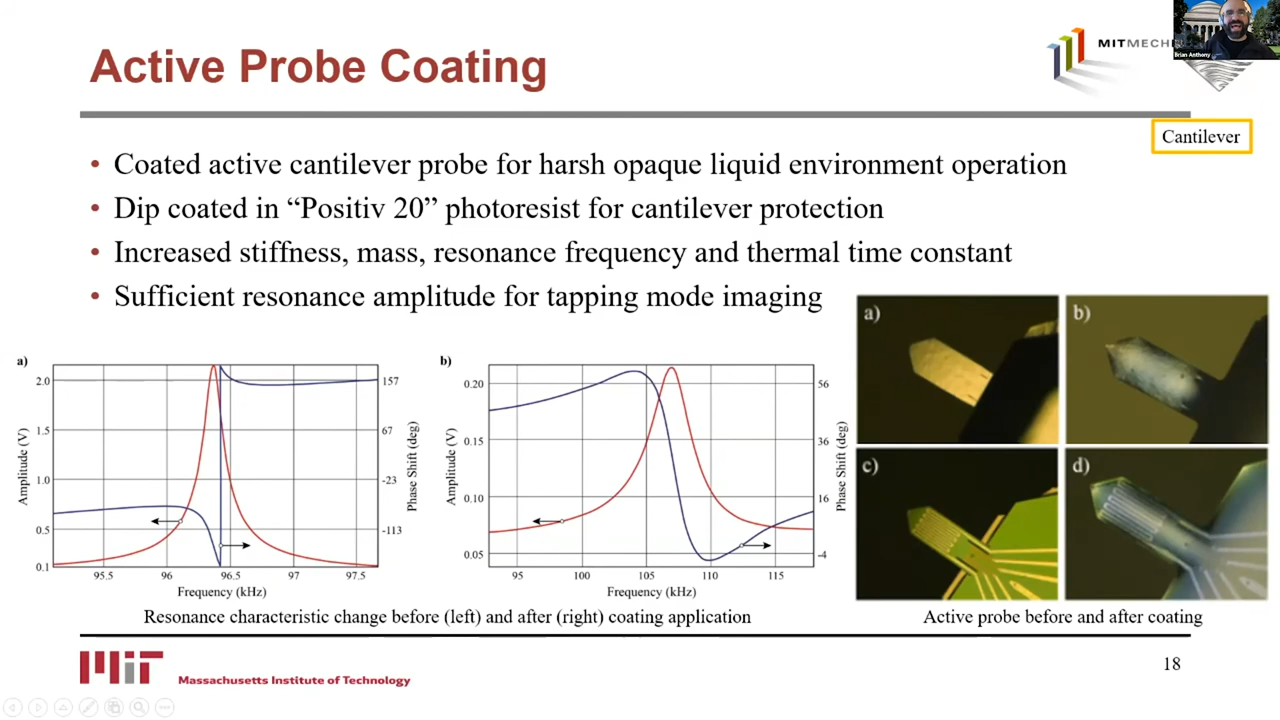 Active Probe Coating
MITMECH
Brian Anthony
Cantilever
• Coated active cantilever probe for harsh opaque liquid environment operation
• Dip coated in “Positiv 20” photoresist for cantilever protection
• Increased stiffness, mass, resonance frequency and thermal time constant
• Sufficient resonance amplitude for tapping mode imaging
a)
2.0
1.5
1.0
0.5
0.1
Amplitude (V)
157
67
-23
-113
Phase Shift (deg)
95.5 96 96.5 97 97.5
Frequency (kHz)
b)
0.20
0.15
0.10
0.05
Amplitude (V)
56
36
16
-4
Phase Shift (deg)
95 100 105 110 115
Frequency (kHz)
Resonance characteristic change before (left) and after (right) coating application
a)
b)
c)
d)
Active probe before and after coating
18
MIT
Massachusetts Institute of Technology